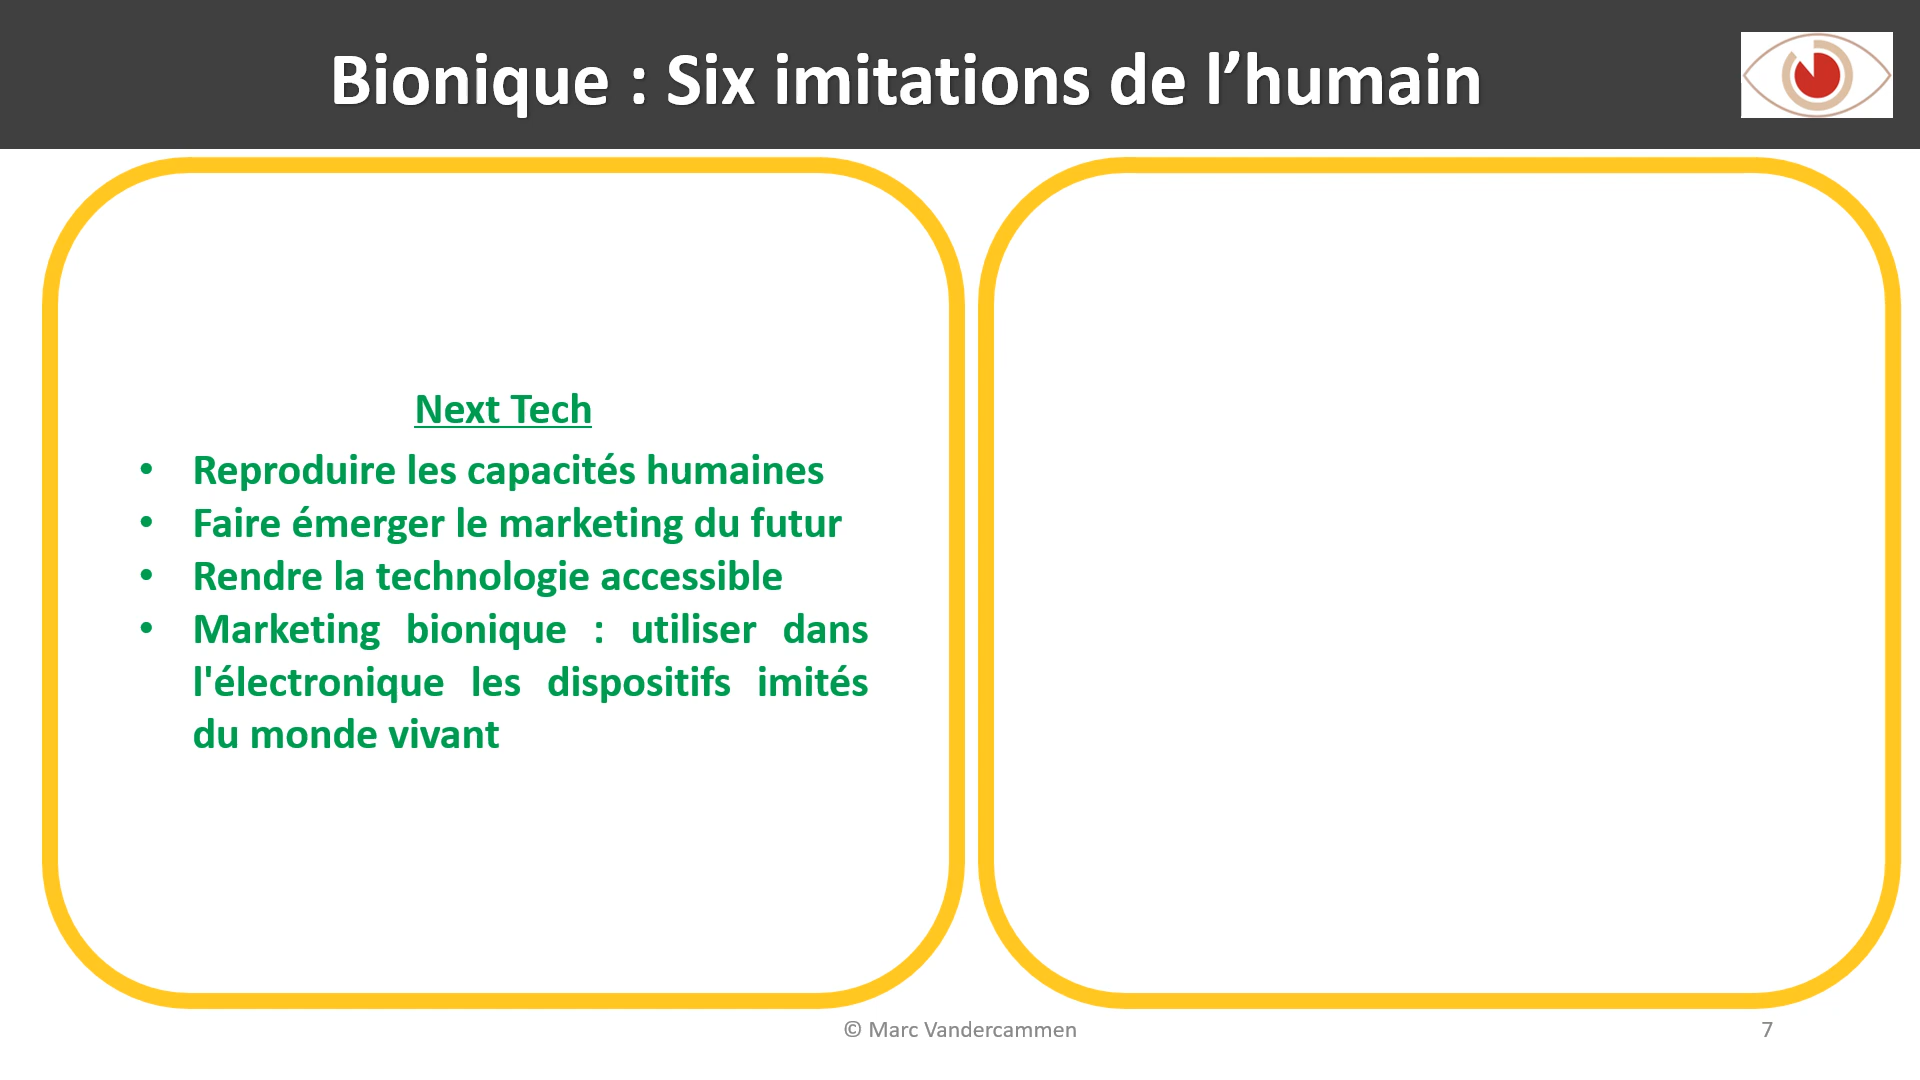 Bionique : Six imitations de l’humain
Next Tech
• Reproduire les capacités humaines
• Faire émerger le marketing du futur
• Rendre la technologie accessible
• Marketing bionique : utiliser dans
l'électronique les dispositifs imités
du monde vivant
© Marc Vandercammen
7